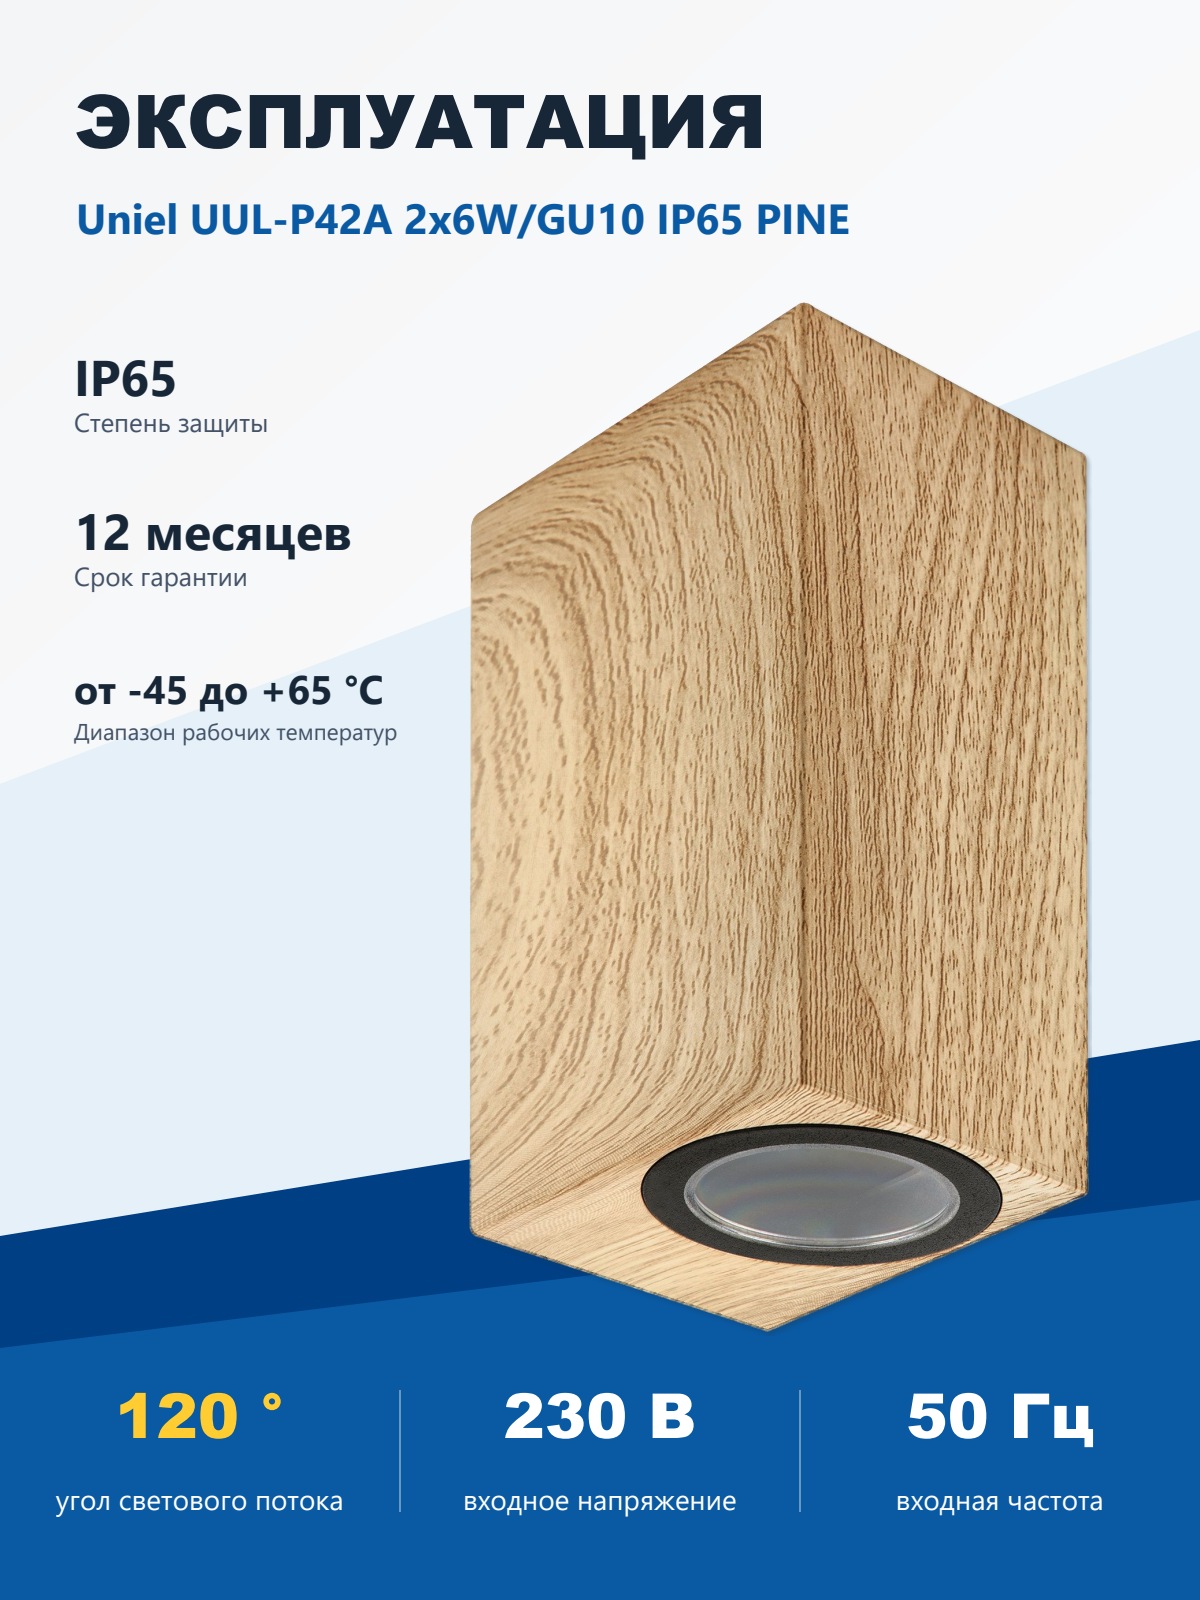 ЭКСПЛУАТАЦИЯ
Uniel UUL-P42A 2x6W/GU10 IP65 PINE
IP65
Степень защиты
12 месяцев
Срок гарантии
от -45 до +65 °C
Диапазон рабочих температур
120 °
угол светового потока
230 В
входное напряжение
50 Гц
входная частота